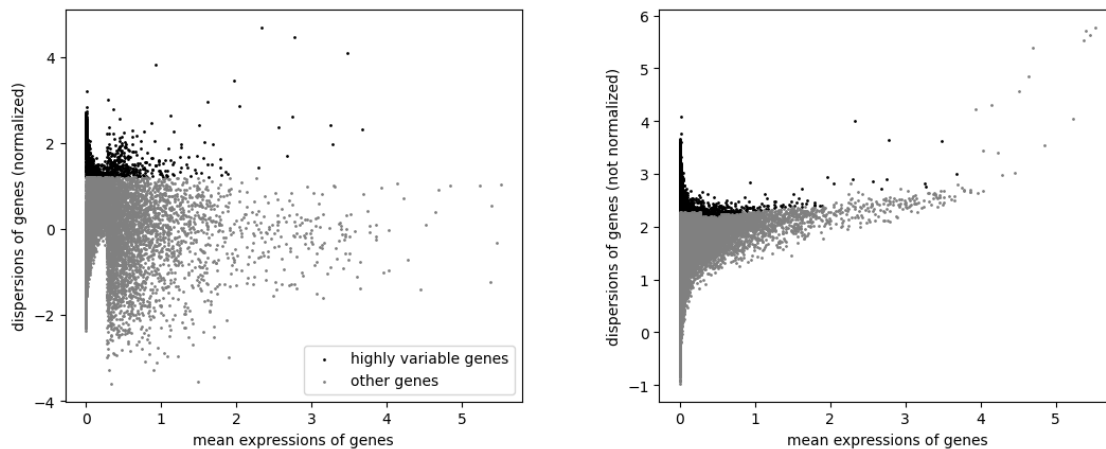 dispersions of genes (normalized)
4
2
0
−2
−4
0 1 2 3 4 5
mean expressions of genes
highly variable genes
other genes
dispersions of genes (not normalized)
6
5
4
3
2
1
0
−1
0 1 2 3 4 5
mean expressions of genes